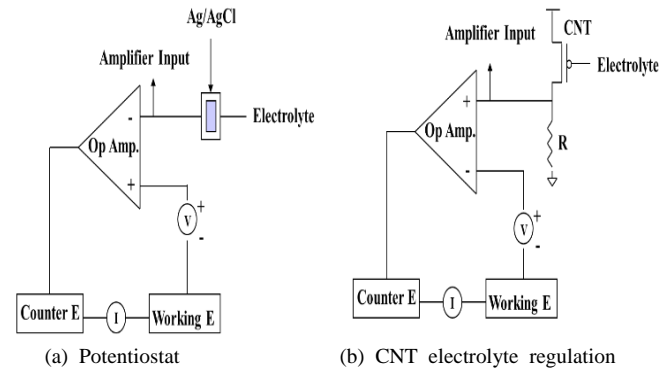 Ag/AgCl
Amplifier Input
Electrolyte
-
Op Amp.
+
V
+
-
Counter E
I
Working E
(a) Potentiostat
CNT
Amplifier Input
Electrolyte
+
Op Amp.
-
R
V
+
-
Counter E
I
Working E
(b) CNT electrolyte regulation